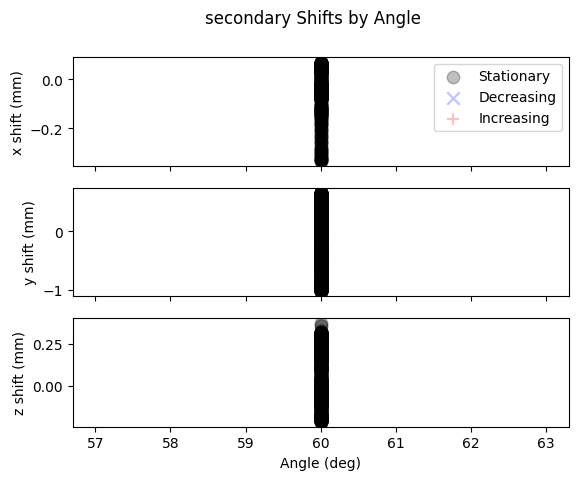 secondary Shifts by Angle
x shift (mm)
0.0
−0.2
Stationary
Decreasing
Increasing
y shift (mm)
0
−1
z shift (mm)
0.25
0.00
57 58 59 60 61 62 63
Angle (deg)